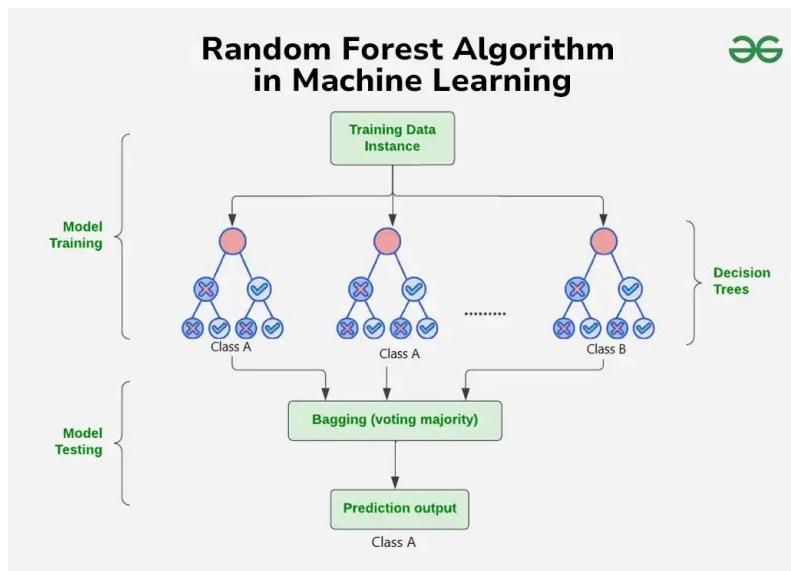 Random Forest Algorithm
in Machine Learning
Training Data
Instance
Model
Training
Decision
Trees
.........
Class A
Class A
Class B
Bagging (voting majority)
Model
Testing
Prediction output
Class A